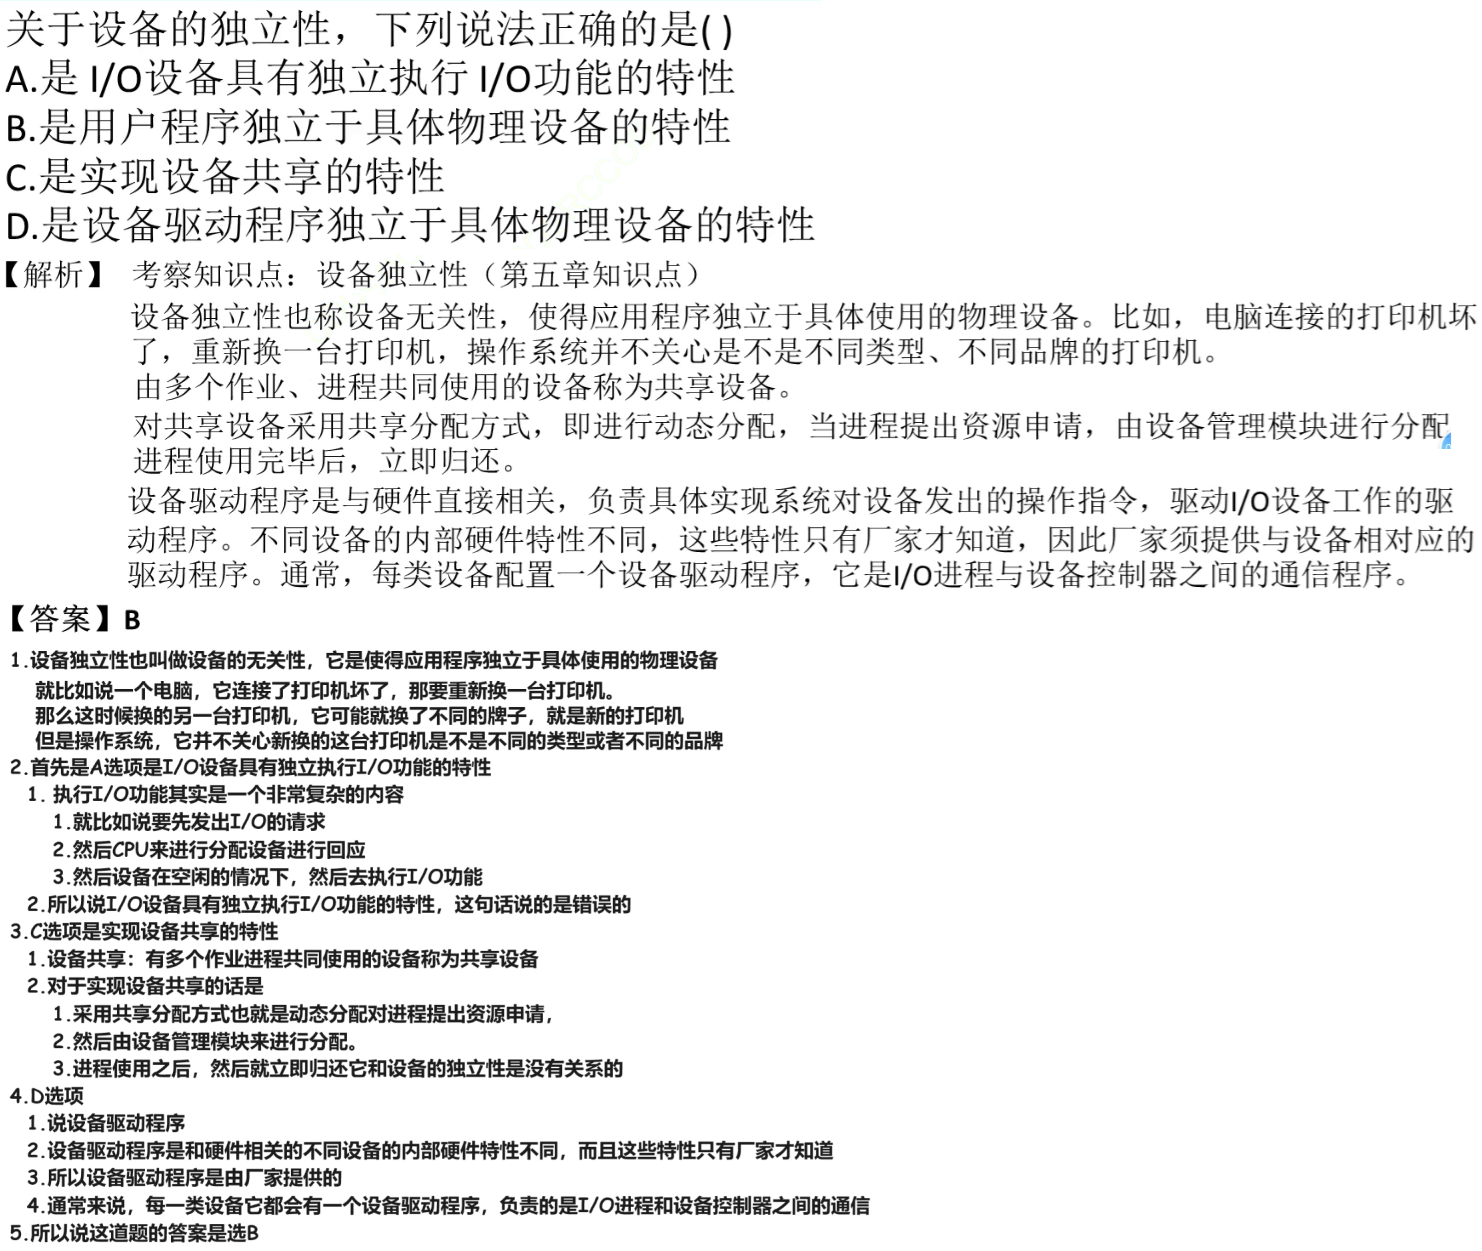 关于设备的独立性，下列说法正确的是( )
A.是 I/O设备具有独立执行 I/O功能的特性
B.是用户程序独立于具体物理设备的特性
C.是实现设备共享的特性
D.是设备驱动程序独立于具体物理设备的特性
【解析】 考察知识点：设备独立性（第五章知识点）
设备独立性也称设备无关性，使得应用程序独立于具体使用的物理设备。比如，电脑连接的打印机坏
了，重新换一台打印机，操作系统并不关心是不是不同类型、不同品牌的打印机。
由多个作业、进程共同使用的设备称为共享设备。
对共享设备采用共享分配方式，即进行动态分配，当进程提出资源申请，由设备管理模块进行分配
进程使用完毕后，立即归还。
设备驱动程序是与硬件直接相关，负责具体实现系统对设备发出的操作指令，驱动I/O设备工作的驱
动程序。不同设备的内部硬件特性不同，这些特性只有厂家才知道，因此厂家须提供与设备相对应的
驱动程序。通常，每类设备配置一个设备驱动程序，它是I/O进程与设备控制器之间的通信程序。
【答案】B
1.设备独立性也叫做设备的无关性，它是使得应用程序独立于具体使用的物理设备
就比如说一个电脑，它连接了打印机坏了，那要重新换一台打印机。
那么这时候换的另一台打印机，它可能就换了不同的牌子，就是新的打印机
但是操作系统，它并不关心新换的这台打印机是不是不同的类型或者不同的品牌
2.首先是A选项是I/O设备具有独立执行I/O功能的特性
1. 执行I/O功能其实是一个非常复杂的内容
1.就比如说要先发出I/O的请求
2.然后CPU来进行分配设备进行回应
3.然后设备在空闲的情况下，然后去执行I/O功能
2.所以说I/O设备具有独立执行I/O功能的特性，这句话说的是错误的
3.C选项是实现设备共享的特性
1.设备共享：有多个作业进程共同使用的设备称为共享设备
2.对于实现设备共享的话是
1.采用共享分配方式也就是动态分配对进程提出资源申请，
2.然后由设备管理模块来进行分配。
3.进程使用之后，然后就立即归还它和设备的独立性是没有关系的
4.D选项
1.说设备驱动程序
2.设备驱动程序是和硬件相关的不同设备的内部硬件特性不同，而且这些特性只有厂家才知道
3.所以设备驱动程序是由厂家提供的
4.通常来说，每一类设备它都会有一个设备驱动程序，负责的是I/O进程和设备控制器之间的通信
5.所以说这道题的答案是选B